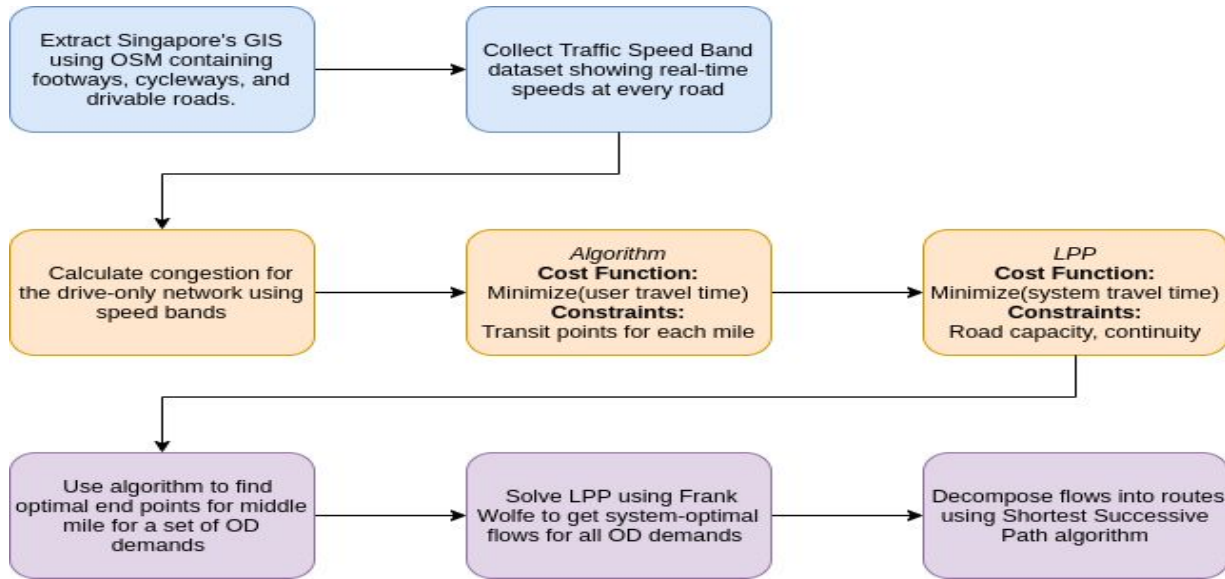 Extract Singapore's GIS
using OSM containing
footways, cycleways, and
drivable roads.
Collect Traffic Speed Band
dataset showing real-time
speeds at every road
Calculate congestion for
the drive-only network using
speed bands
Algorithm
Cost Function:
Minimize(user travel time)
Constraints:
Transit points for each mile
LPP
Cost Function:
Minimize(system travel time)
Constraints:
Road capacity, continuity
Use algorithm to find
optimal end points for middle
mile for a set of OD
demands
Solve LPP using Frank
Wolfe to get system-optimal
flows for all OD demands
Decompose flows into routes
using Shortest Successive
Path algorithm